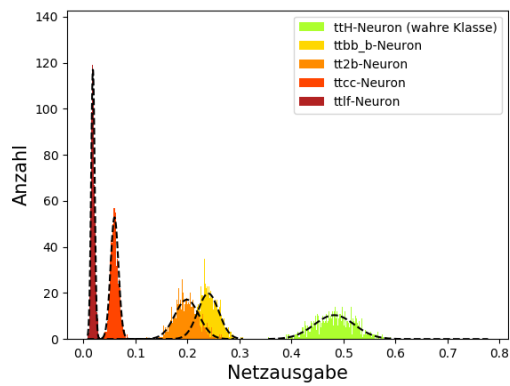 140
120
100
80
60
40
20
0
Anzahl
ttH-Neuron (wahre Klasse)
ttbb_b-Neuron
tt2b-Neuron
ttcc-Neuron
ttlf-Neuron
0.0 0.1 0.2 0.3 0.4 0.5 0.6 0.7 0.8
Netzausgabe